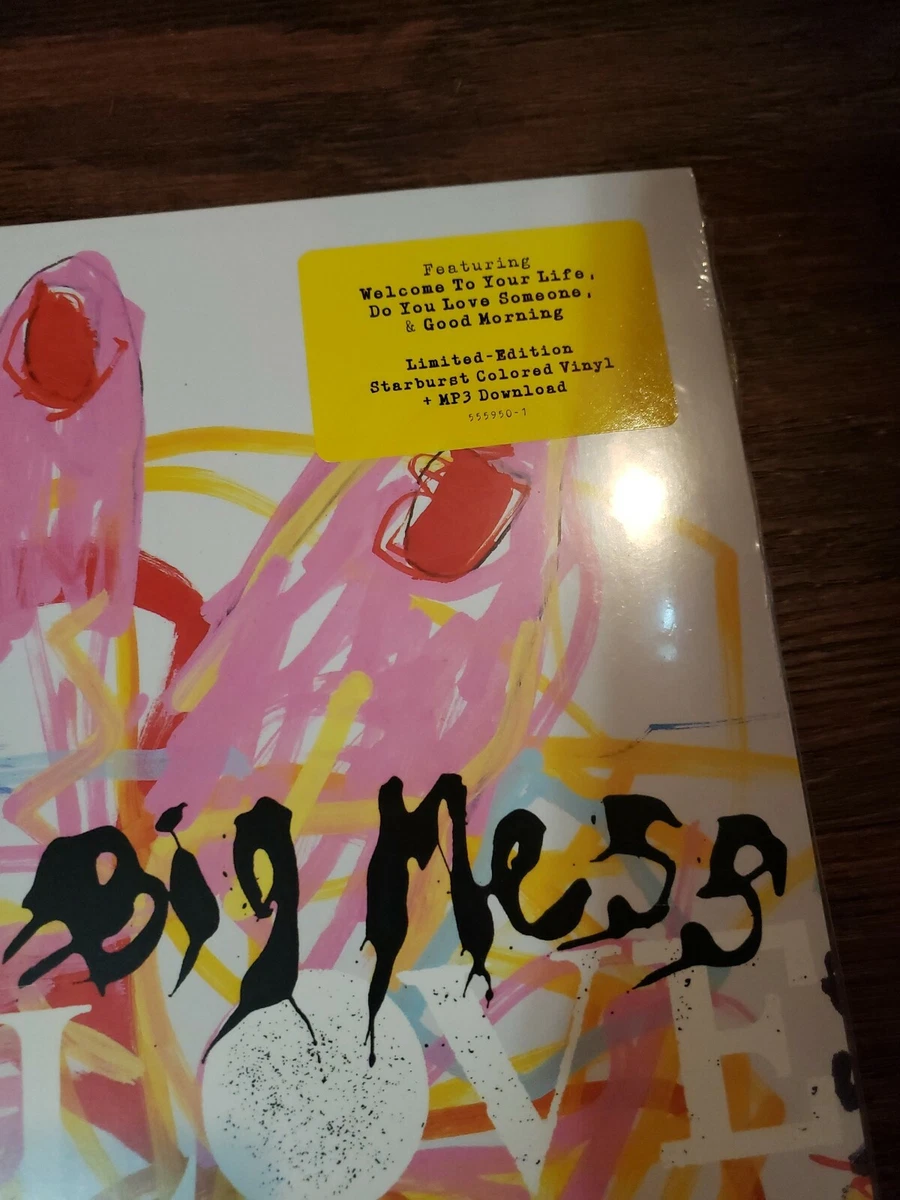 Featuring
Welcome To Your Life,
Do You Love Someone,
& Good Morning
Limited-Edition
Starburst Colored Vinyl
+ MP3 Download
555950-1
Big Mess
LOVE